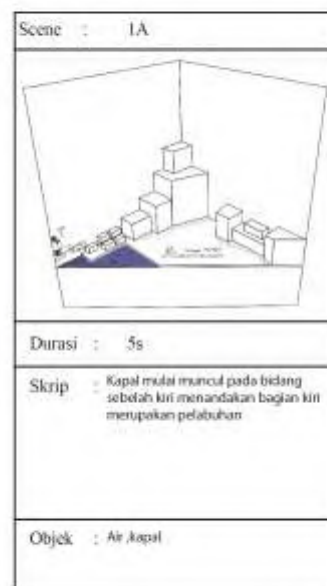 Scene : 1A
Durasi : 5s
Skrip : Kapal mulai muncul pada bidang
sebelah kiri menandakan bagian kiri
merupakan pelabuhan
Objek : Air ,kapal